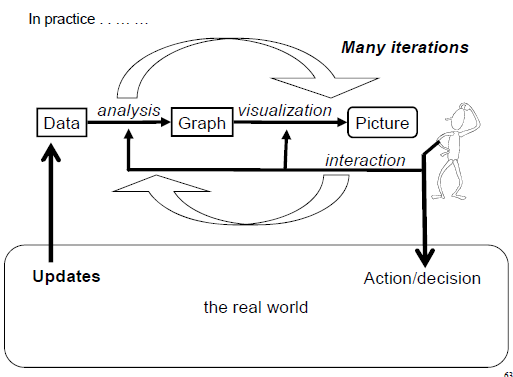 In practice . . … …
Many iterations
analysis
visualization
Data
Graph
Picture
interaction
Updates
Action/decision
the real world
63